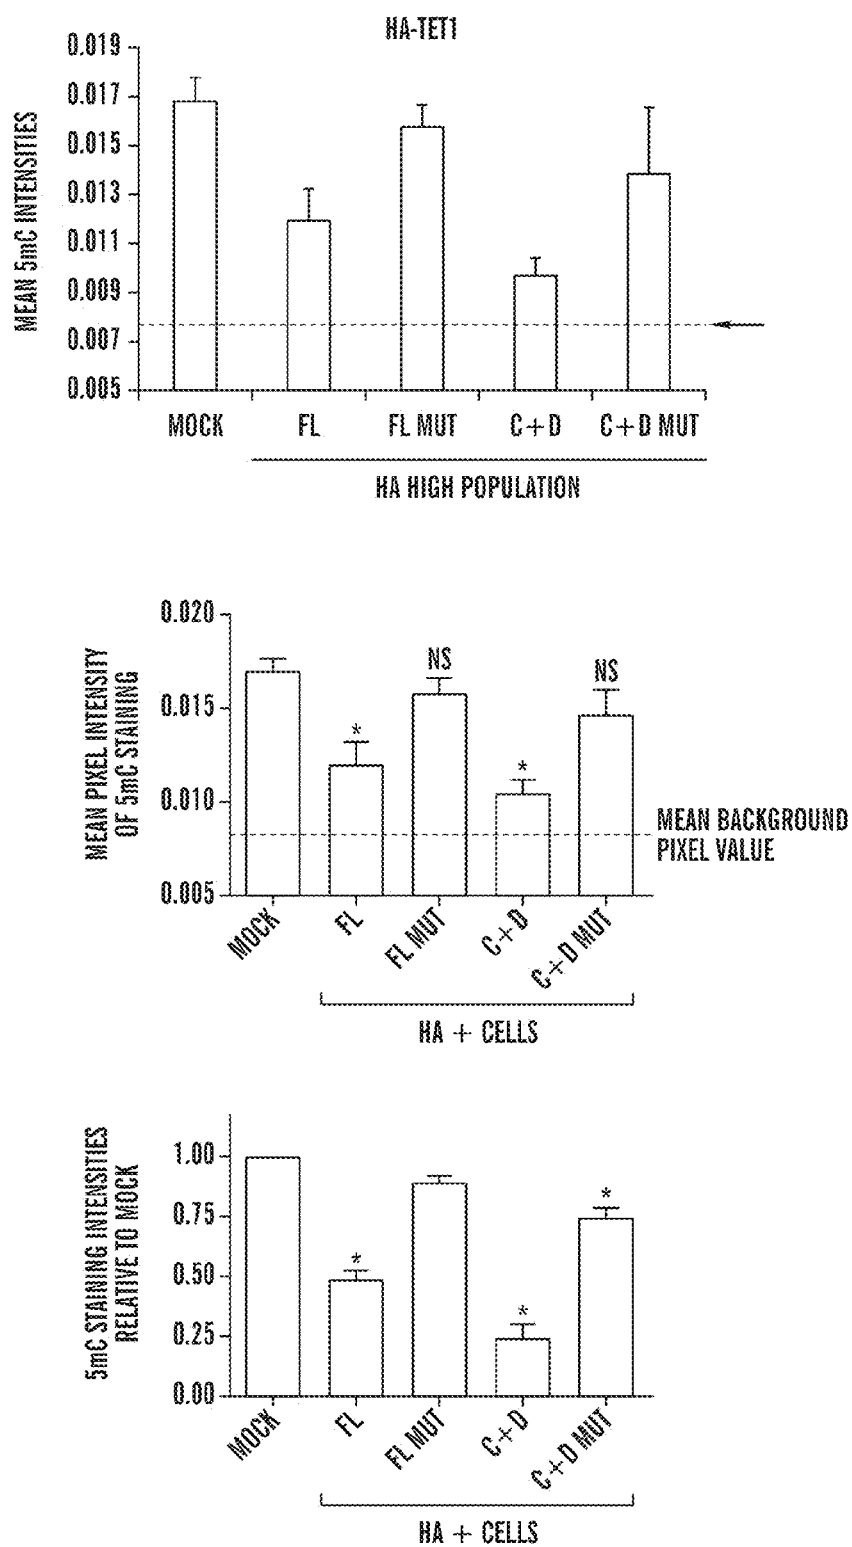 HA-TET1
MEAN 5mC INTENSITIES
0.019
0.017
0.015
0.013
0.011
0.009
0.007
0.005
MOCK FL FL MUT C+D C+D MUT
HA HIGH POPULATION
MEAN PIXEL INTENSITY
OF 5mC STAINING
0.020
0.015
0.010
0.005
* NS * NS
MEAN BACKGROUND
PIXEL VALUE
MOCK FL FL MUT C+D C+D MUT
HA + CELLS
5mC STAINING INTENSITIES
RELATIVE TO MOCK
1.00
0.75
0.50
0.25
0.00
* * *
MOCK FL FL MUT C+D C+D MUT
HA + CELLS